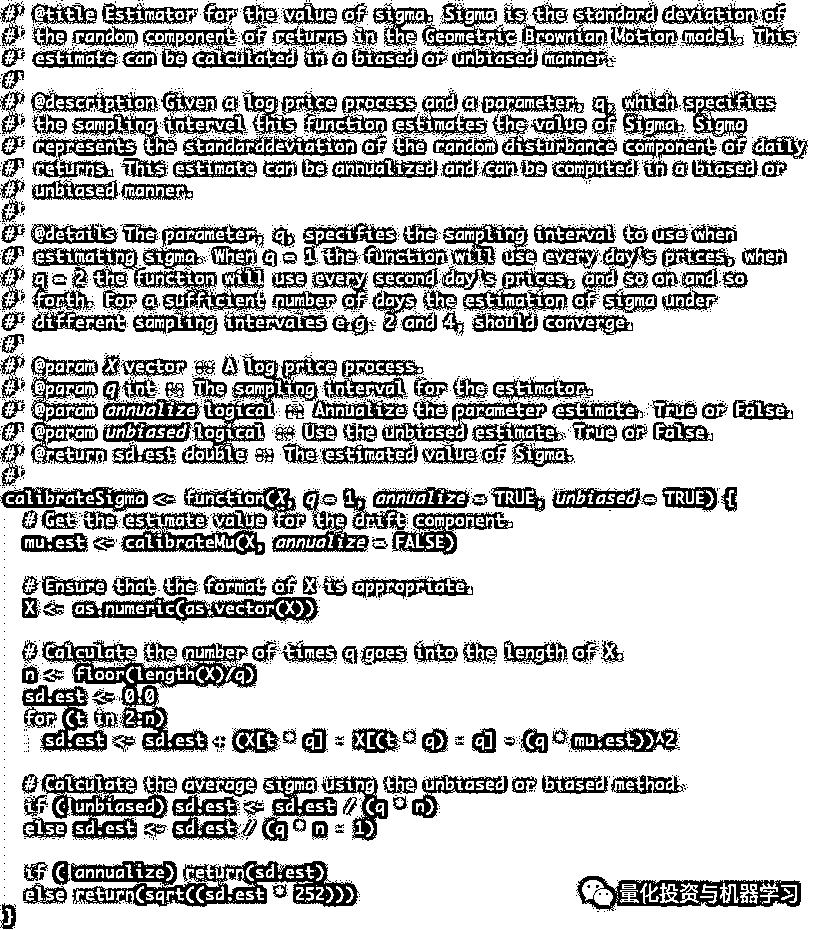 #' @title Estimator for the value of sigma. Sigma is the standard deviation of
#' the random component of returns in the Geometric Brownian Motion model. This
#' estimate can be calculated in a biased or unbiased manner.
#'
#' @description Given a log price process and a parameter, q, which specifies
#' the sampling interval this function estimates the value of Sigma. Sigma
#' represents the standarddeviation of the random disturbance component of daily
#' returns. This estimate can be annualized and can be computed in a biased or
#' unbiased manner.
#'
#' @details The parameter, q, specifies the sampling interval to use when
#' estimating sigma. When q = 1 the function will use every day's prices, when
#' q = 2 the function will use every second day's prices, and so on and so
#' forth. For a sufficient number of days the estimation of sigma under
#' different sampling intervales e.g. 2 and 4, should converge.
#'
#' @param X vector :: A log price process.
#' @param q int :: The sampling interval for the estimator.
#' @param annualize logical :: Annualize the parameter estimate. True or False.
#' @param unbiased logical :: Use the unbiased estimate. True or False.
#' @return sd.est double :: The estimated value of Sigma.
#'
calibrateSigma <- function(X, q = 1, annualize = TRUE, unbiased = TRUE) {
# Get the estimate value for the drift component.
mu.est <- calibrateMu(X, annualize = FALSE)
# Ensure that the format of X is appropriate.
X <- as.numeric(as.vector(X))
# Calculate the number of times q goes into the length of X.
n <- floor(length(X)/q)
sd.est <- 0.0
for (t in 2:n)
sd.est <- sd.est + (X[t * q] - X[(t * q) - q] - (q * mu.est))^2
# Calculate the average sigma using the unbiased or biased method.
if (!unbiased) sd.est <- sd.est / (q * n)
else sd.est <- sd.est / (q * n - 1)
if (!annualize) return(sd.est)
else return(sqrt((sd.est * 252)))
}
量化投资与机器学习